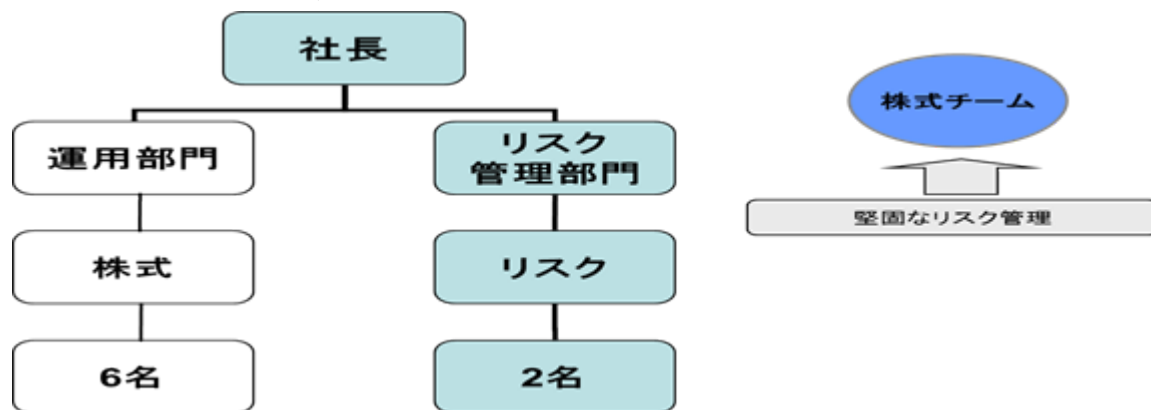 社長
運用部門
リスク
管理部門
株式
リスク
6名
2名
株式チーム
堅固なリスク管理